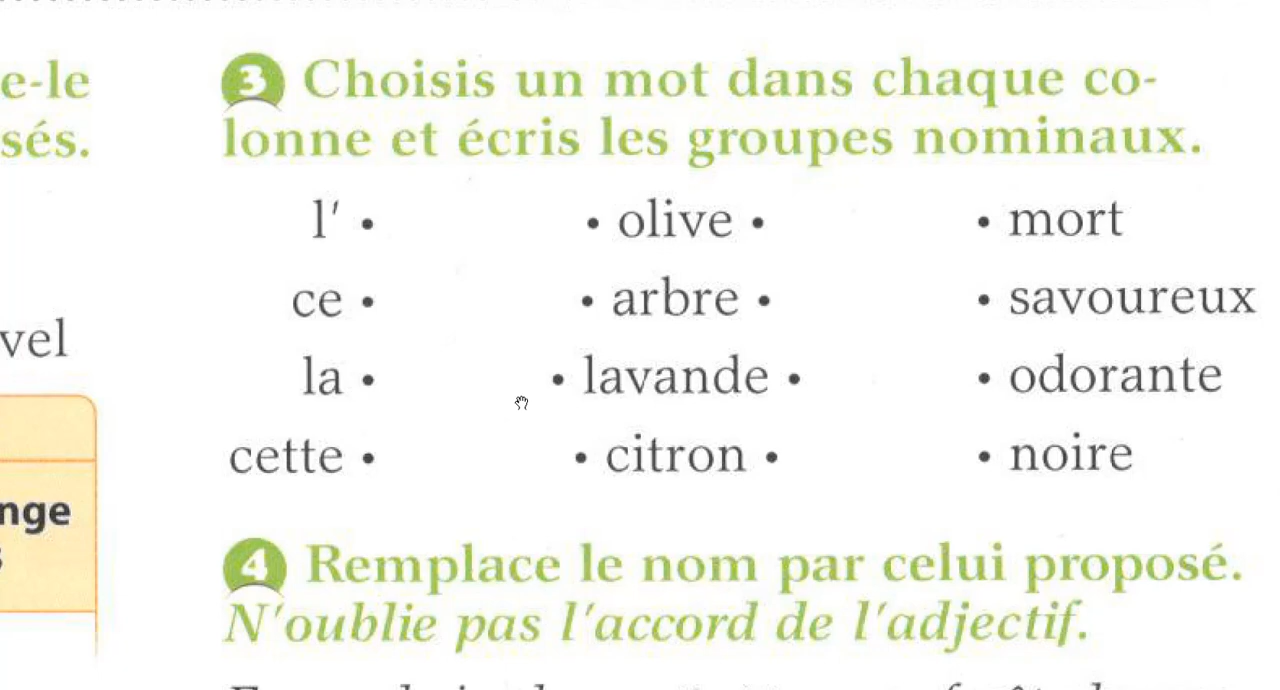 e-le
sés.
vel
nge
3 Choisis un mot dans chaque co-
lonne et écris les groupes nominaux.
l' • • olive • • mort
ce • • arbre • • savoureux
la • • lavande • • odorante
cette • • citron • • noire
4 Remplace le nom par celui proposé.
N'oublie pas l'accord de l'adjectif.